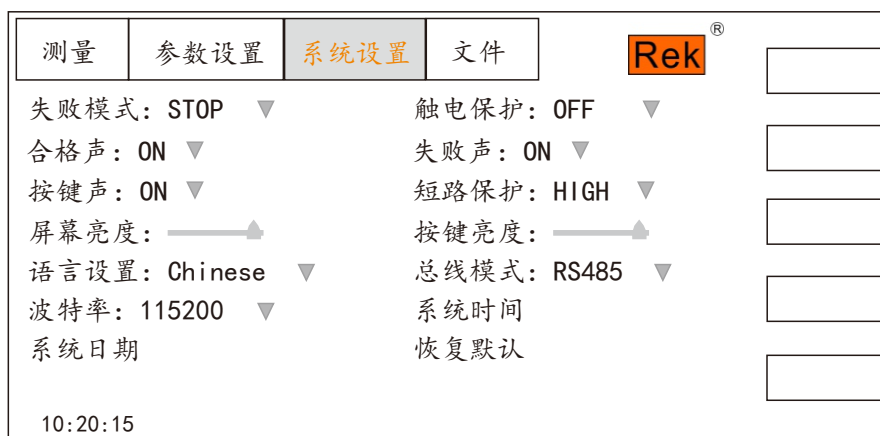 测量 参数设置 系统设置 文件 Rek®
失败模式：STOP ▼ 触电保护：OFF ▼
合格声：ON ▼ 失败声：ON ▼
按键声：ON ▼ 短路保护：HIGH ▼
屏幕亮度： 按键亮度：
语言设置：Chinese ▼ 总线模式：RS485 ▼
波特率：115200 ▼ 系统时间
系统日期 恢复默认
10:20:15